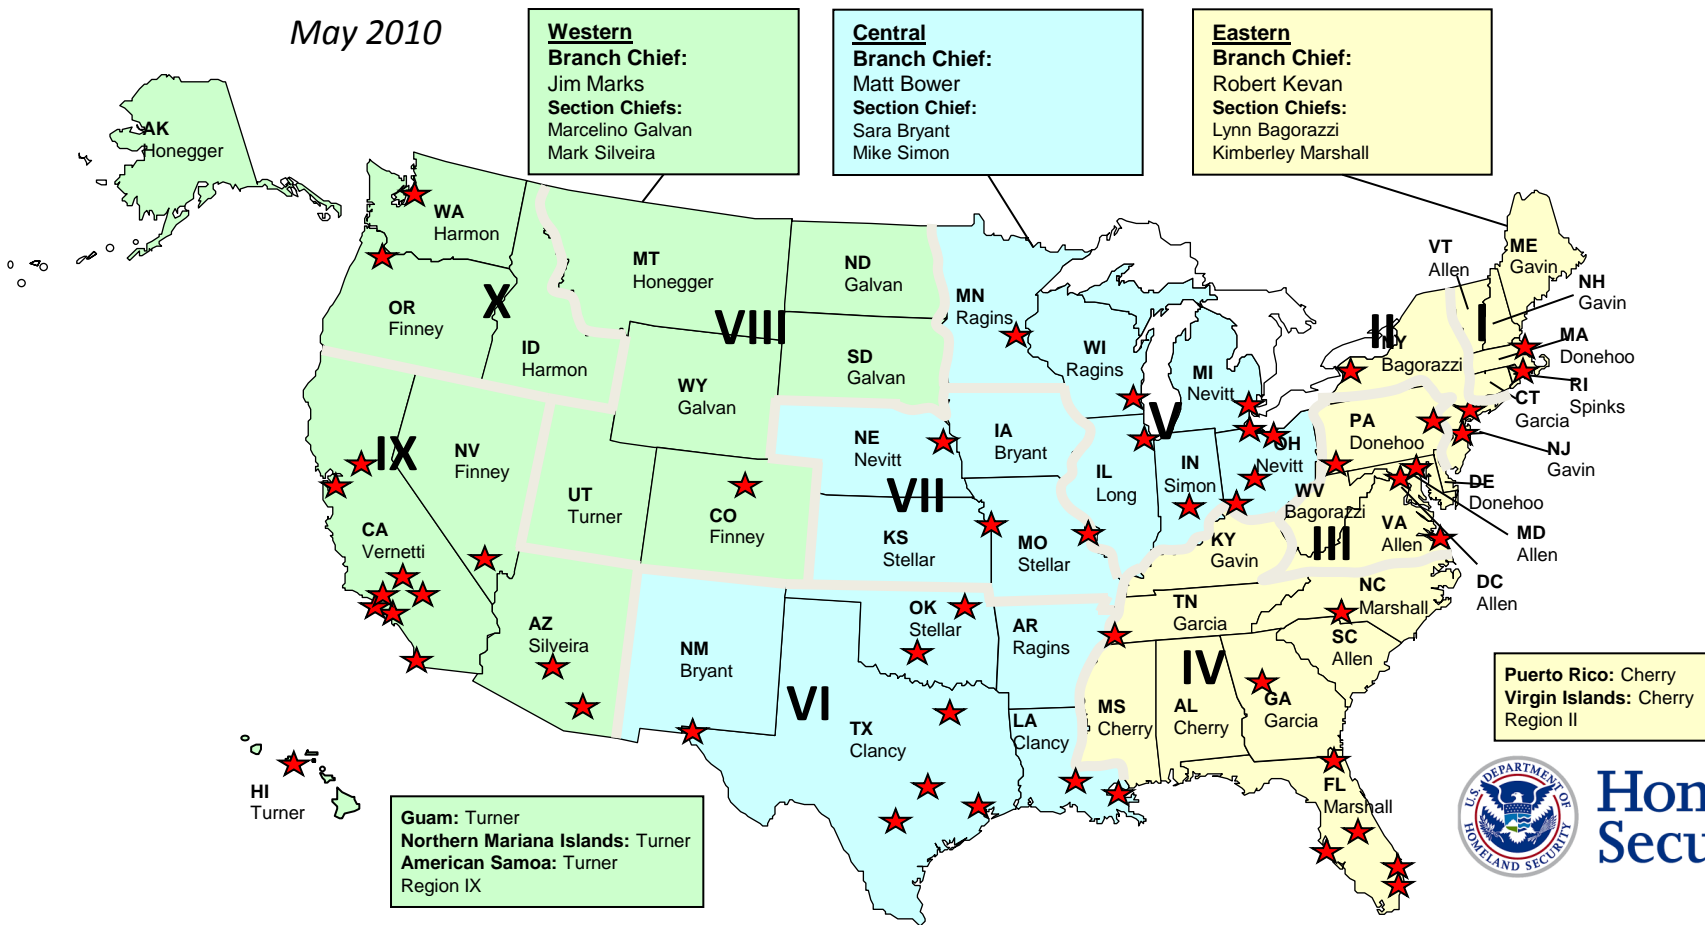 May 2010
Western
Branch Chief:
Jim Marks
Section Chiefs:
Marcelino Galvan
Mark Silveira
Central
Branch Chief:
Matt Bower
Section Chief:
Sara Bryant
Mike Simon
Eastern
Branch Chief:
Robert Kevan
Section Chiefs:
Lynn Bagorazzi
Kimberley Marshall
AK
Honegger
WA
Harmon
OR
Finney
X
ID
Harmon
MT
Honegger
VIII
ND
Galvan
SD
Galvan
WY
Galvan
IX
NV
Finney
UT
Turner
CO
Finney
CA
Vernetti
AZ
Silveira
HI
Turner
MN
Ragins
WI
Ragins
MI
Nevitt
V
NE
Nevitt
IA
Bryant
IL
Long
IN
Simon
OH
Nevitt
VII
KS
Stellar
MO
Stellar
NM
Bryant
OK
Stellar
AR
Ragins
VI
TX
Clancy
LA
Clancy
VT
Allen
ME
Gavin
NH
Gavin
I
II
NY
Bagorazzi
MA
Donehoo
RI
Spinks
CT
Garcia
NJ
Gavin
PA
Donehoo
DE
Donehoo
WV
Bagorazzi
III
VA
Allen
MD
Allen
DC
Allen
KY
Gavin
TN
Garcia
NC
Marshall
SC
Allen
IV
MS
Cherry
AL
Cherry
GA
Garcia
FL
Marshall
Puerto Rico: Cherry
Virgin Islands: Cherry
Region II
Guam: Turner
Northern Mariana Islands: Turner
American Samoa: Turner
Region IX
U.S. DEPARTMENT OF
HOMELAND SECURITY
Hom
Secu